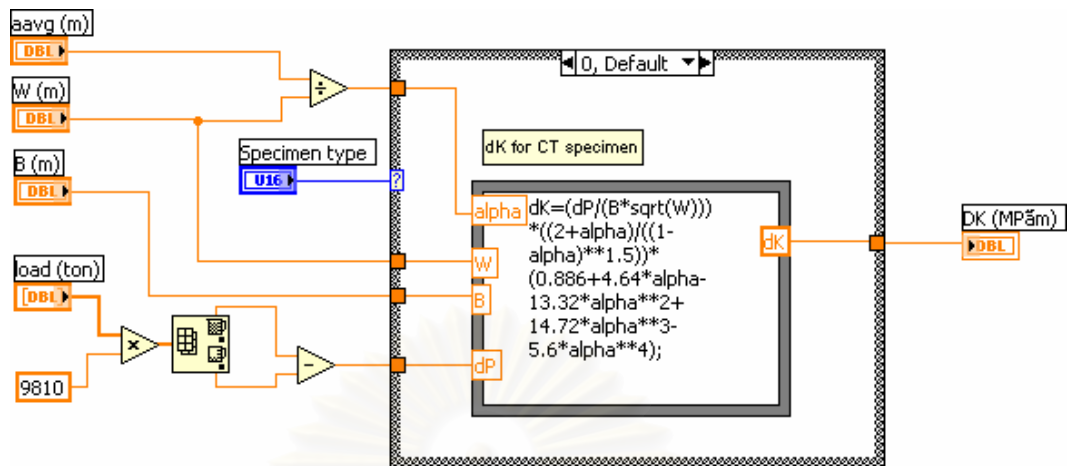 aavg (m)
DBL
W (m)
DBL
B (m)
DBL
load (ton)
[DBL]
9810
÷
×
−
Specimen type
U16
?
0, Default
dK for CT specimen
alpha
W
B
dP
dK=(dP/(B*sqrt(W)))
*((2+alpha)/((1-
alpha)**1.5))*
(0.886+4.64*alpha-
13.32*alpha**2+
14.72*alpha**3-
5.6*alpha**4);
dK
DK (MPãm)
DBL